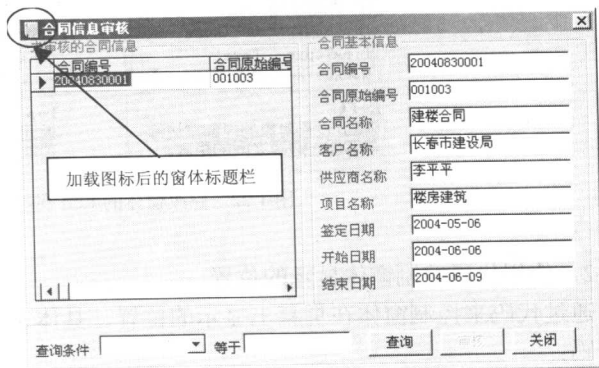 合同信息审核
审核的合同信息
合同编号 合同原始编号
20040830001 001003
加载图标后的窗体标题栏
合同基本信息
合同编号 20040830001
合同原始编号 001003
合同名称 建楼合同
客户名称 长春市建设局
供应商名称 李平平
项目名称 楼房建筑
签定日期 2004-05-06
开始日期 2004-06-06
结束日期 2004-06-09
查询条件 等于 查询 关闭